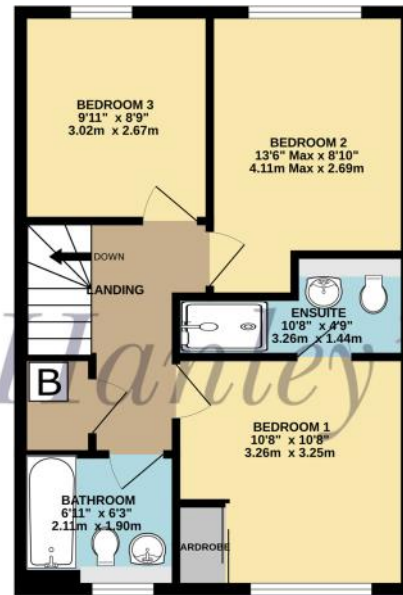 BEDROOM 3
9'11" x 8'9"
3.02m x 2.67m
BEDROOM 2
13'6" Max x 8'10"
4.11m Max x 2.69m
DOWN
LANDING
ENSUITE
10'8" x 4'9"
3.26m x 1.44m
B
Hanley
BEDROOM 1
10'8" x 10'8"
3.26m x 3.25m
BATHROOM
6'11" x 6'3"
2.11m x 1.90m
ARDROBE